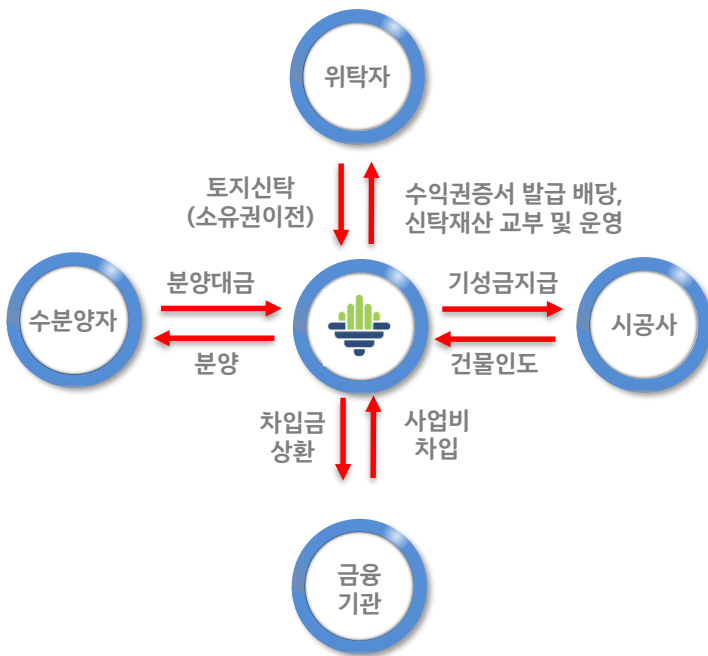 위탁자
토지신탁
(소유권이전)
수익권증서 발급 배당,
신탁재산 교부 및 운영
수분양자
분양대금
분양
기성금지급
건물인도
시공사
차입금
상환
사업비
차입
금융
기관